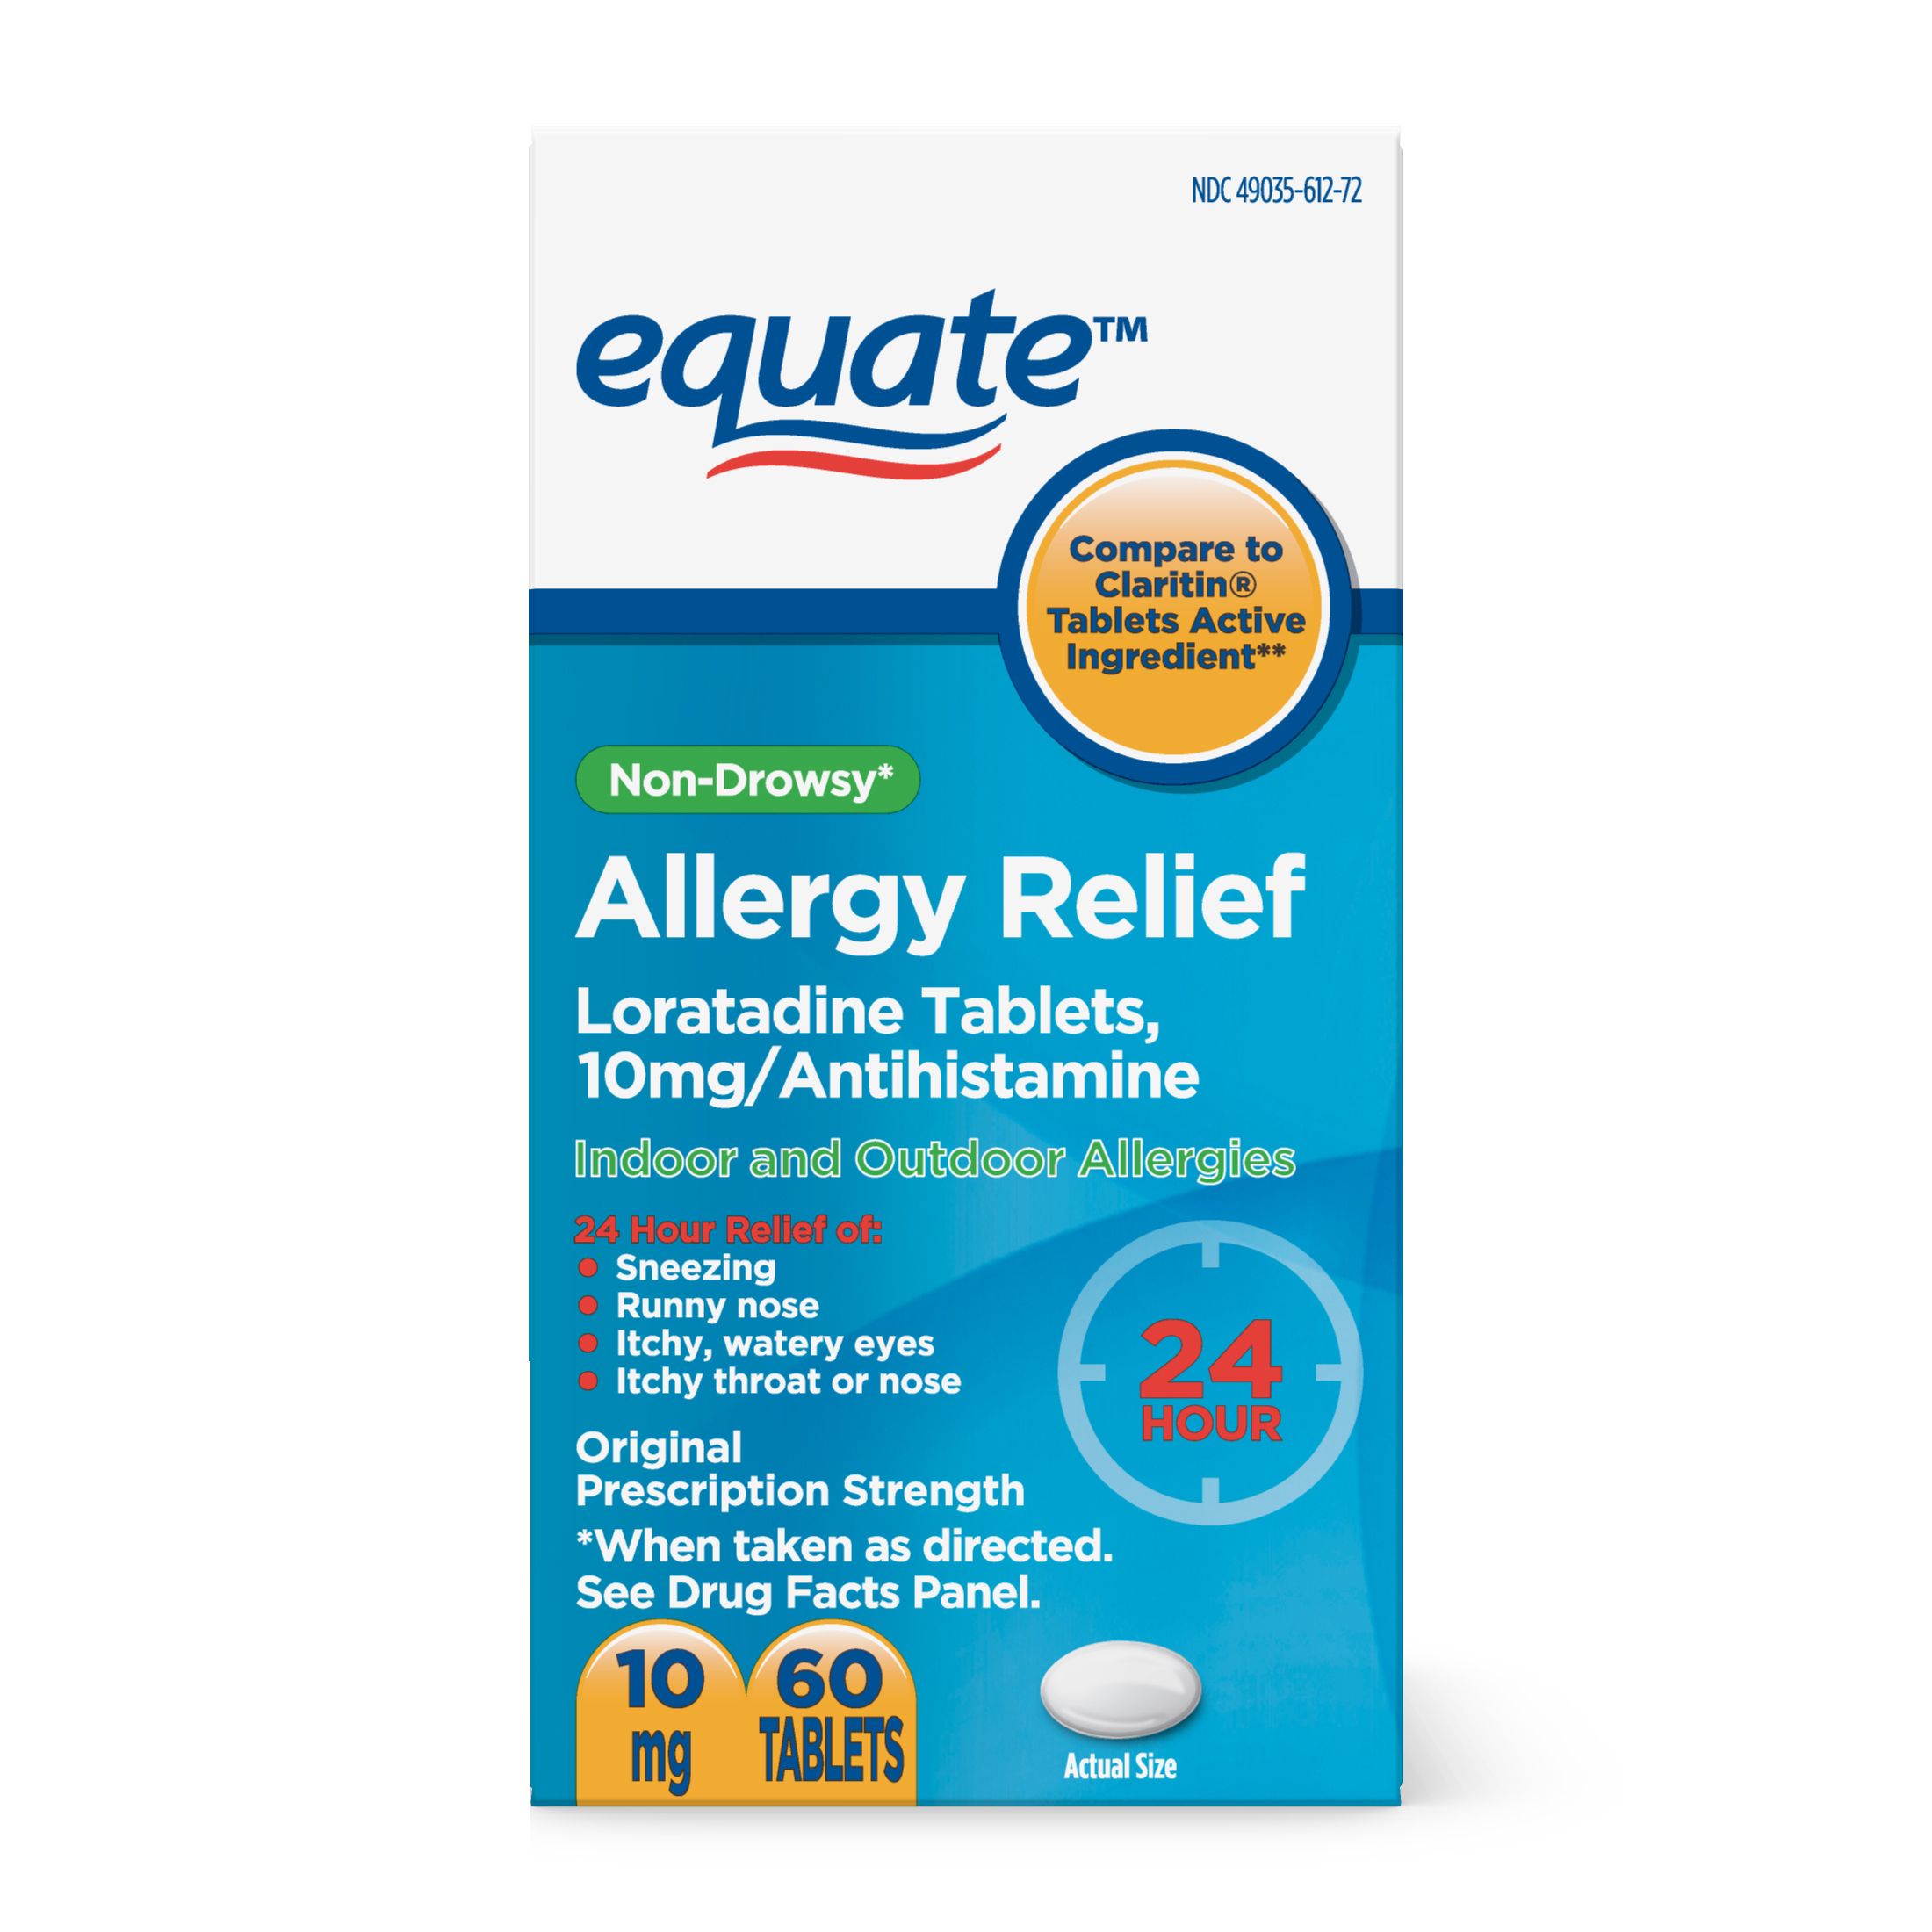 NDC 49035-612-72
equate™
Compare to
Claritin®
Tablets Active
Ingredient**
Non-Drowsy*
Allergy Relief
Loratadine Tablets,
10mg/Antihistamine
Indoor and Outdoor Allergies
24 Hour Relief of:
• Sneezing
• Runny nose
• Itchy, watery eyes
• Itchy throat or nose
24
HOUR
Original
Prescription Strength
*When taken as directed.
See Drug Facts Panel.
10
mg
60
TABLETS
Actual Size